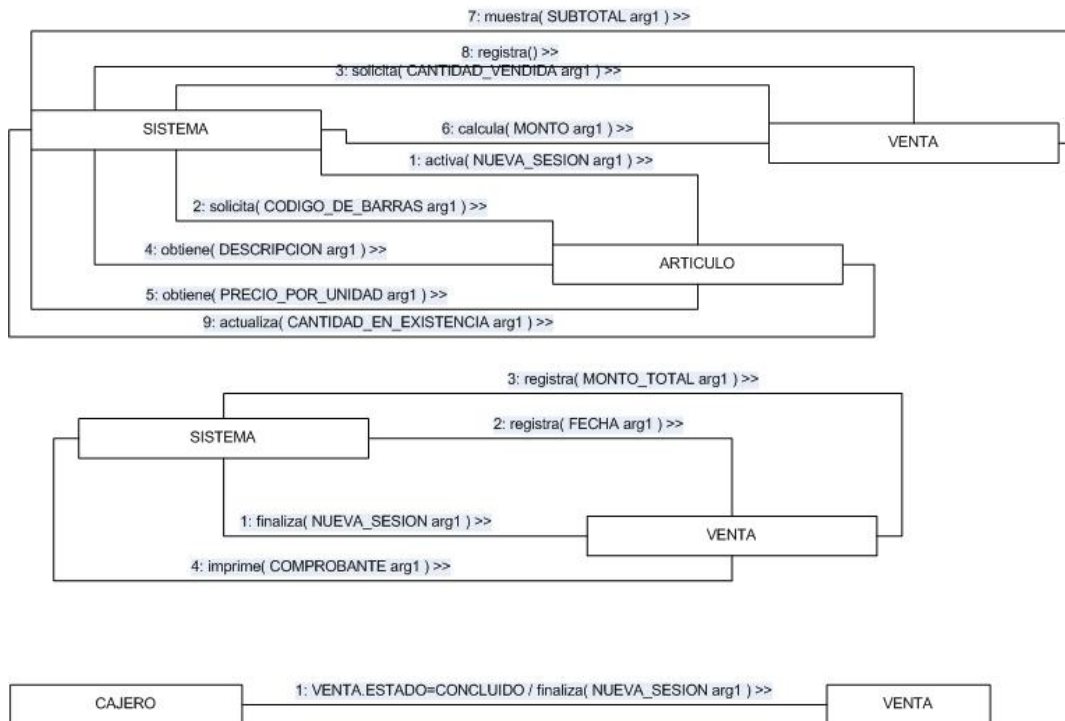 7: muestra( SUBTOTAL arg1 ) >>
8: registra() >>
3: solicita( CANTIDAD_VENDIDA arg1 ) >>
SISTEMA
6: calcula( MONTO arg1 ) >>
VENTA
1: activa( NUEVA_SESION arg1 ) >>
2: solicita( CODIGO_DE_BARRAS arg1 ) >>
4: obtiene( DESCRIPCION arg1 ) >>
ARTICULO
5: obtiene( PRECIO_POR_UNIDAD arg1 ) >>
9: actualiza( CANTIDAD_EN_EXISTENCIA arg1 ) >>
3: registra( MONTO_TOTAL arg1 ) >>
SISTEMA
2: registra( FECHA arg1 ) >>
1: finaliza( NUEVA_SESION arg1 ) >>
VENTA
4: imprime( COMPROBANTE arg1 ) >>
1: VENTA.ESTADO=CONCLUIDO / finaliza( NUEVA_SESION arg1 ) >>
CAJERO
VENTA